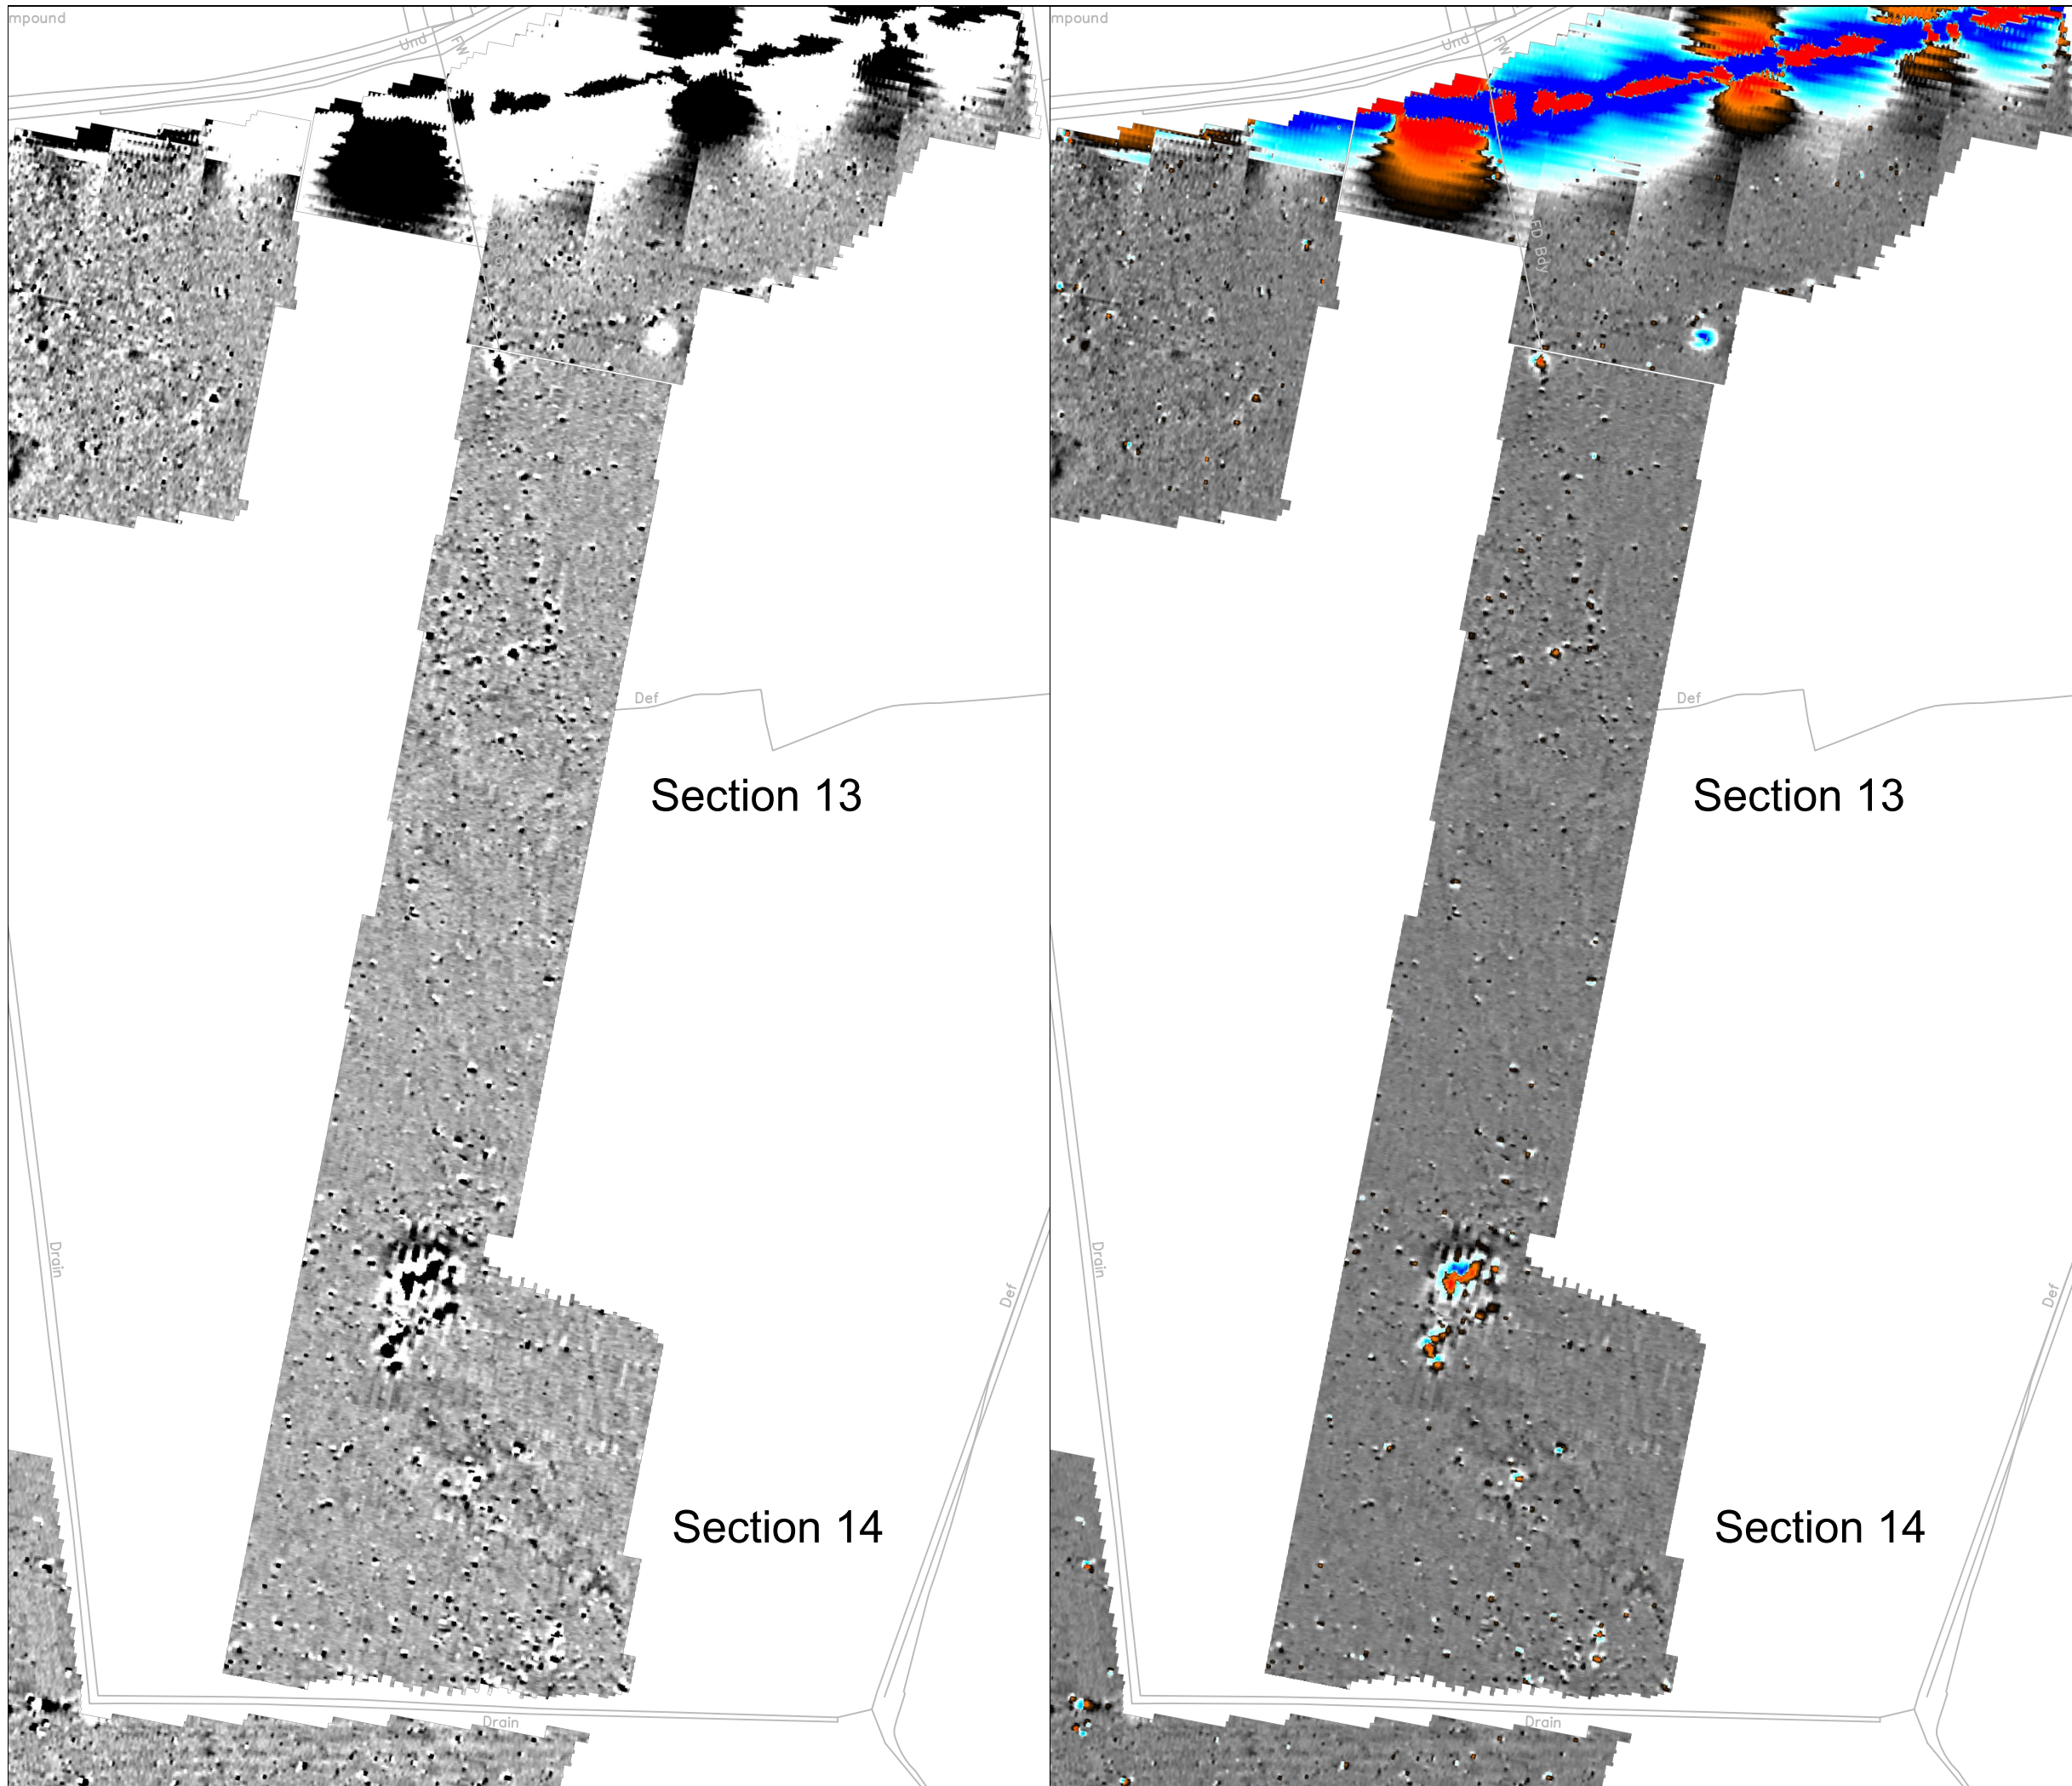 mpound
Und
FW
Def
Section 13
Drain
Def
Section 14
Drain
mpound
Und
FW
ED Bdy
Def
Section 13
Drain
Def
Section 14
Drain